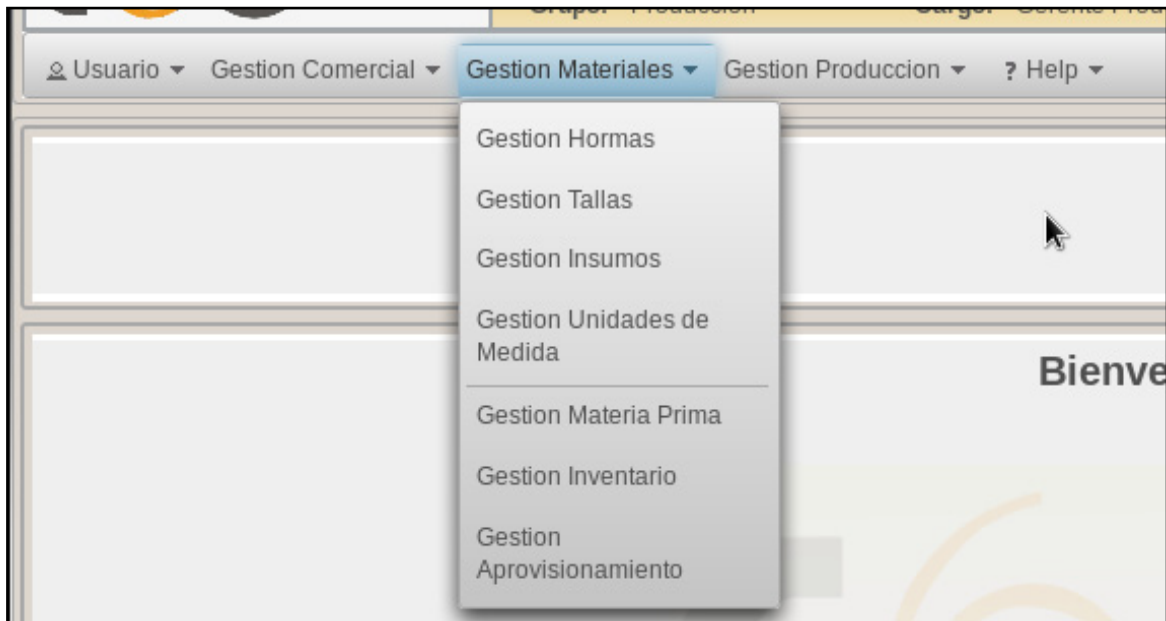 Usuario Gestion Comercial Gestion Materiales Gestion Produccion ? Help
Gestion Hormas
Gestion Tallas
Gestion Insumos
Gestion Unidades de
Medida
Gestion Materia Prima
Gestion Inventario
Gestion
Aprovisionamiento
Bienve